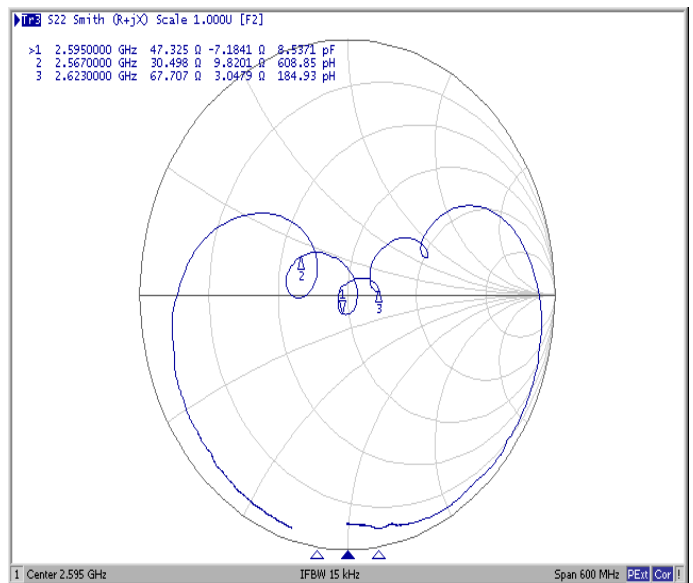 Tr3 S22 Smith (R+jX) Scale 1.000U [F2]
>1 2.5950000 GHz 47.325 Ω -7.1841 Ω 8.5371 pF
2 2.5670000 GHz 30.498 Ω 9.8201 Ω 608.85 pH
3 2.6230000 GHz 67.707 Ω 3.0479 Ω 184.93 pH
2
1
3
1 Center 2.595 GHz IFBW 15 kHz Span 600 MHz PExt Cor !